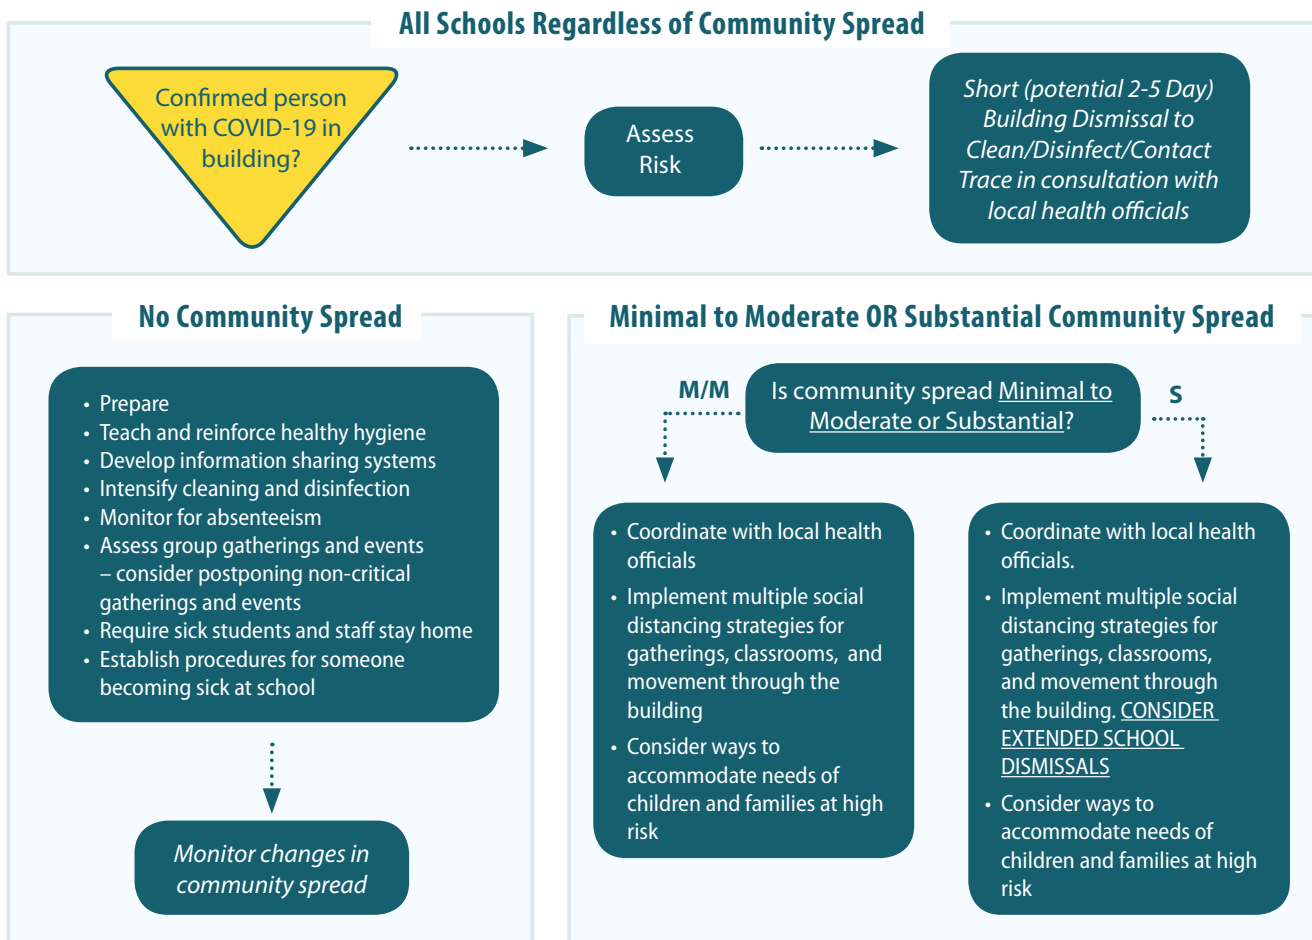 All Schools Regardless of Community Spread
Confirmed person
with COVID-19 in
building?
Assess
Risk
Short (potential 2-5 Day)
Building Dismissal to
Clean/Disinfect/Contact
Trace in consultation with
local health officials
No Community Spread
• Prepare
• Teach and reinforce healthy hygiene
• Develop information sharing systems
• Intensify cleaning and disinfection
• Monitor for absenteeism
• Assess group gatherings and events
– consider postponing non-critical
gatherings and events
• Require sick students and staff stay home
• Establish procedures for someone
becoming sick at school
Monitor changes in
community spread
Minimal to Moderate OR Substantial Community Spread
Is community spread Minimal to
Moderate or Substantial?
M/M
S
• Coordinate with local health
officials
• Implement multiple social
distancing strategies for
gatherings, classrooms, and
movement through the
building
• Consider ways to
accommodate needs of
children and families at high
risk
• Coordinate with local health
officials.
• Implement multiple social
distancing strategies for
gatherings, classrooms,
and movement through
the building. CONSIDER
EXTENDED SCHOOL
DISMISSALS
• Consider ways to
accommodate needs of
children and families at high
risk